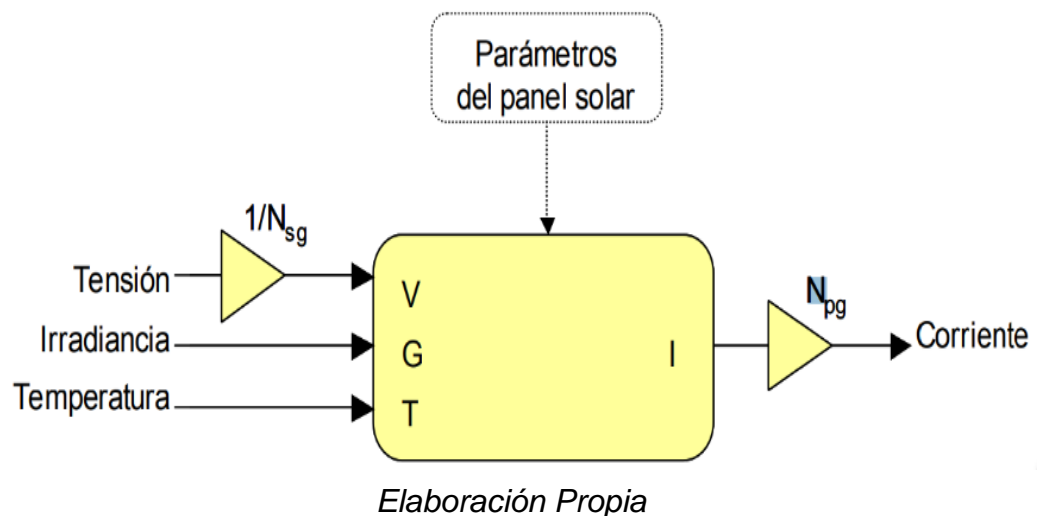 Parámetros
del panel solar
1/Nsg
Tensión
V
Npg
Irradiancia
G
I
Corriente
Temperatura
T
Elaboración Propia